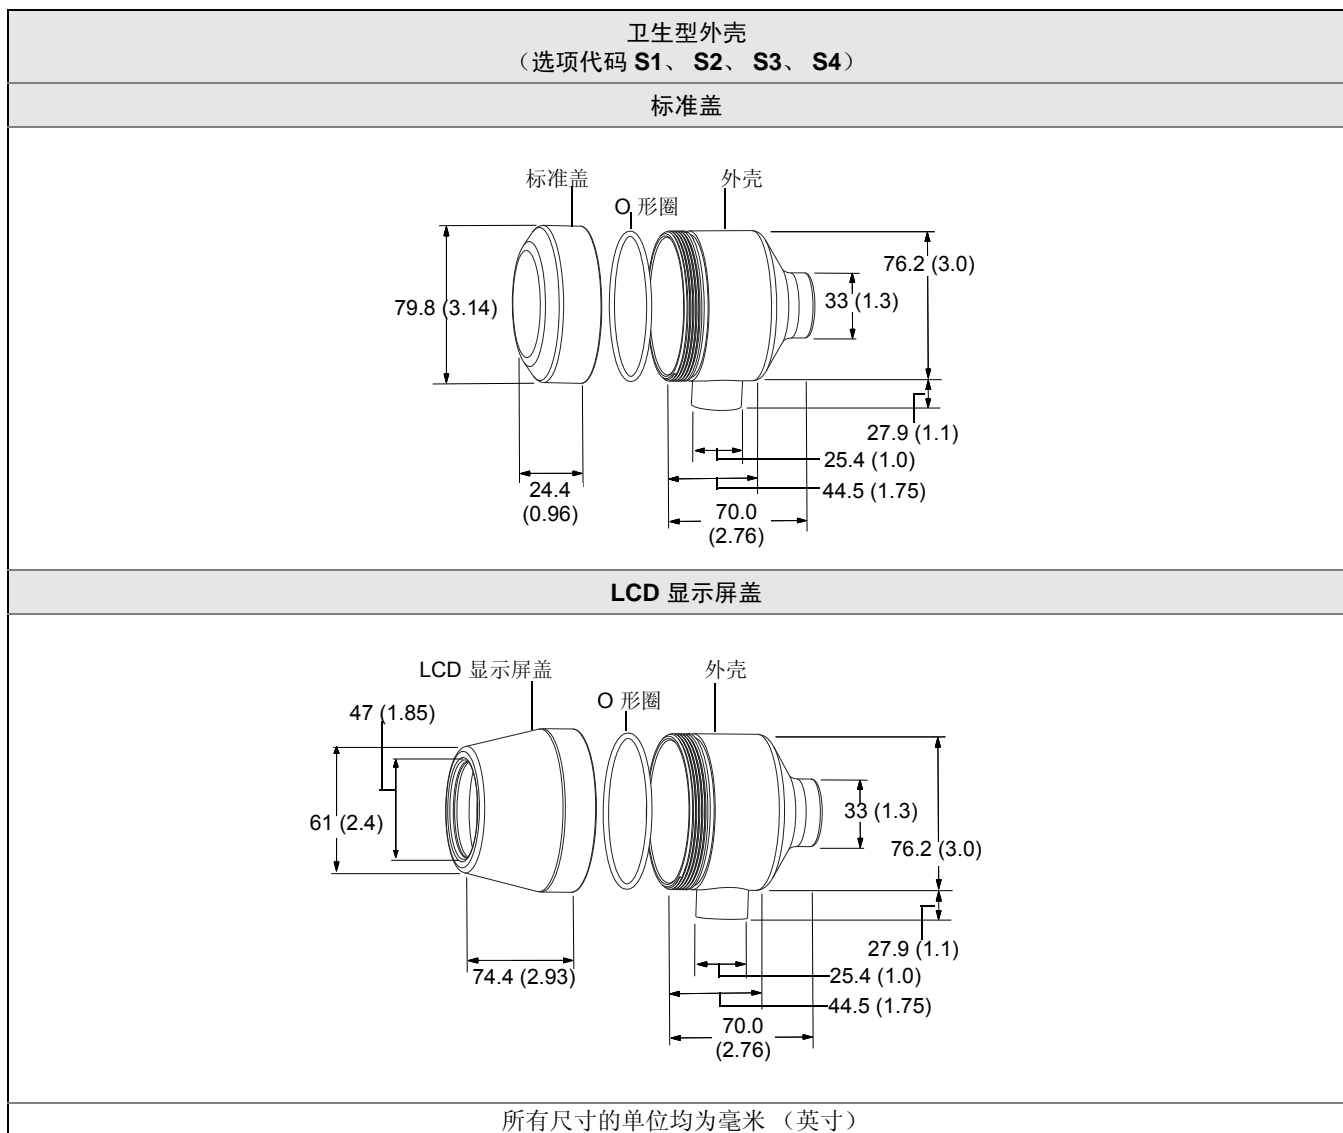 卫生型外壳
（选项代码 S1、 S2、 S3、 S4）
标准盖
标准盖
O 形圈
外壳
79.8 (3.14)
76.2 (3.0)
33 (1.3)
27.9 (1.1)
25.4 (1.0)
44.5 (1.75)
24.4
(0.96)
70.0
(2.76)
LCD 显示屏盖
LCD 显示屏盖
O 形圈
外壳
47 (1.85)
61 (2.4)
33 (1.3)
76.2 (3.0)
27.9 (1.1)
74.4 (2.93)
25.4 (1.0)
44.5 (1.75)
70.0
(2.76)
所有尺寸的单位均为毫米 （英寸）